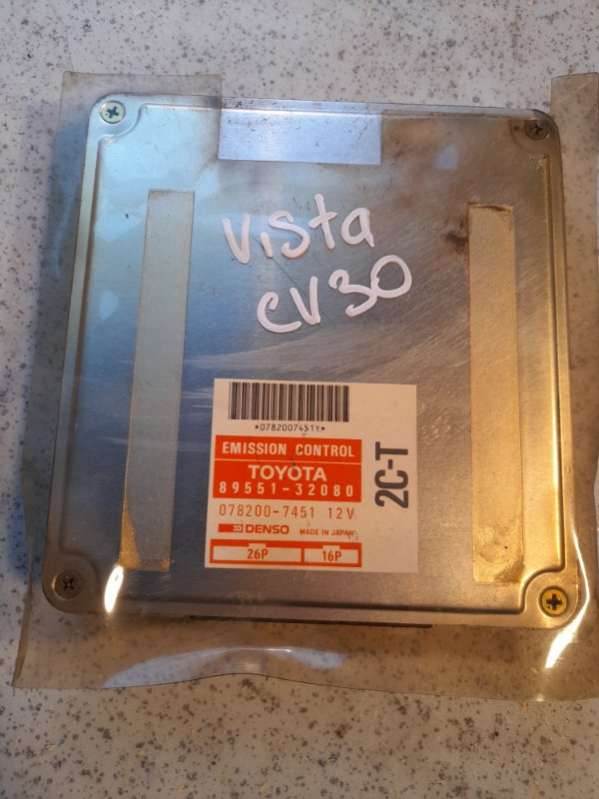 Vista
CV30
*0782007451Y*
EMISSION CONTROL
TOYOTA
89551-32080
078200-7451 12V
DENSO MADE IN JAPAN
26P 16P
2C-T